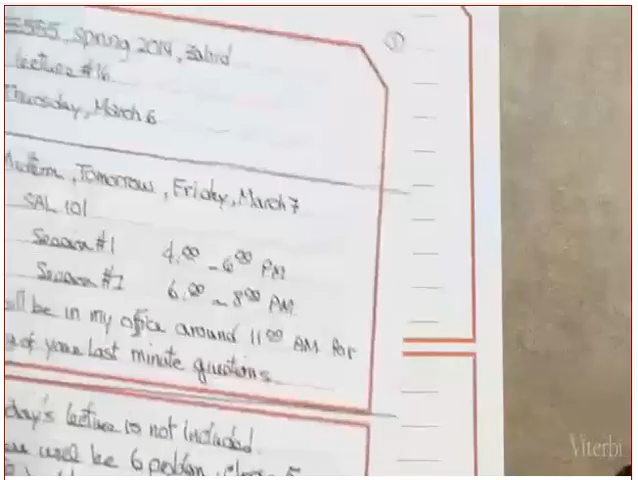 EE555, Spring 2014, Zahid
Lecture #16
Thursday, March 6
Midterm, Tomorrow, Friday, March 7
SAL 101
Session #1 4:00 - 6:00 PM
Session #2 6:00 - 8:00 PM
ll be in my office around 11:00 AM for
of your last minute questions
day's lecture is not included
will be 6 problem,
Viterbi